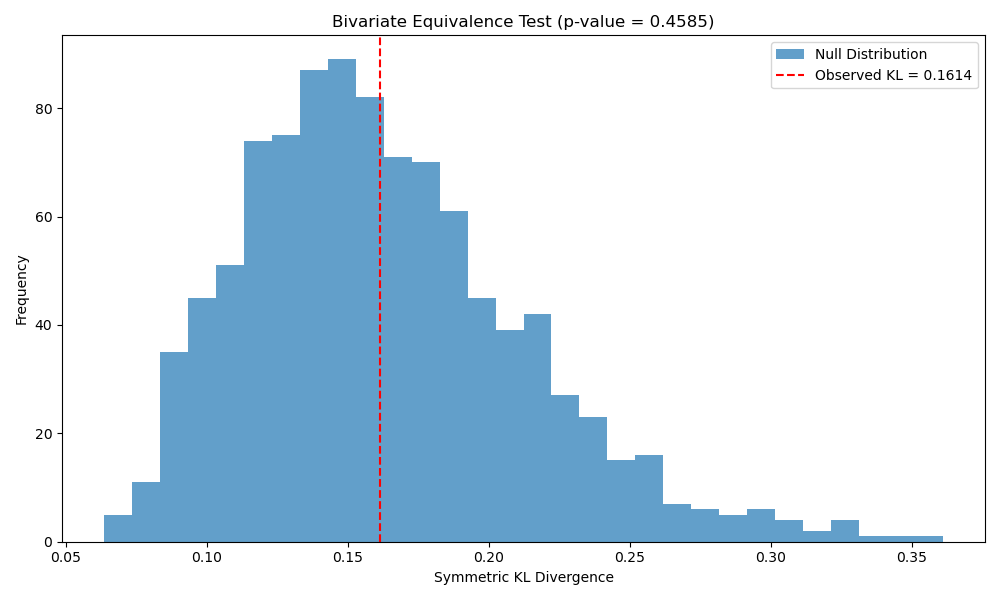 Bivariate Equivalence Test (p-value = 0.4585)
Null Distribution
Observed KL = 0.1614
Frequency
80
60
40
20
0
0.05 0.10 0.15 0.20 0.25 0.30 0.35
Symmetric KL Divergence